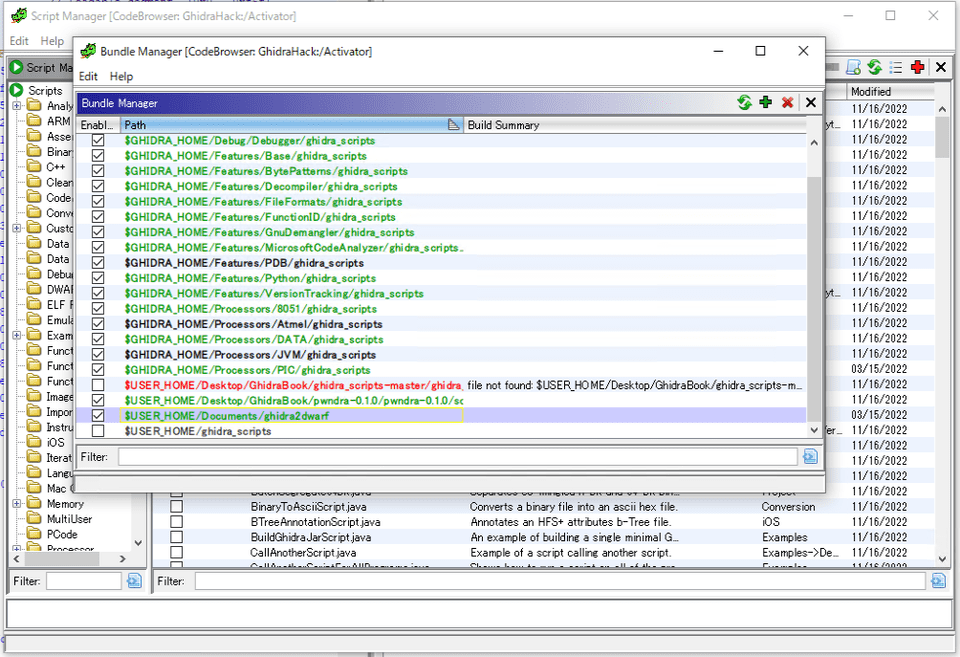 Script Manager [CodeBrowser: GhidraHack:/Activator]
Edit Help
Script Ma
Scripts
Analy
ARM
Asse
Binar
C++
Clean
Code
Conve
Custo
Data
Data
Debug
DWAR
ELF
Emula
Exam
Funct
Funct
Funct
Image
Impor
Instru
iOS
Iterat
Langu
Mac
Memory
MultiUser
PCode
Processor
Filter:
Bundle Manager [CodeBrowser: GhidraHack:/Activator]
Edit Help
Bundle Manager
Enabl... Path Build Summary
$GHIDRA_HOME/Debug/Debugger/ghidra_scripts
$GHIDRA_HOME/Features/Base/ghidra_scripts
$GHIDRA_HOME/Features/BytePatterns/ghidra_scripts
$GHIDRA_HOME/Features/Decompiler/ghidra_scripts
$GHIDRA_HOME/Features/FileFormats/ghidra_scripts
$GHIDRA_HOME/Features/FunctionID/ghidra_scripts
$GHIDRA_HOME/Features/GnuDemangler/ghidra_scripts
$GHIDRA_HOME/Features/MicrosoftCodeAnalyzer/ghidra_scripts..
$GHIDRA_HOME/Features/PDB/ghidra_scripts
$GHIDRA_HOME/Features/Python/ghidra_scripts
$GHIDRA_HOME/Features/VersionTracking/ghidra_scripts
$GHIDRA_HOME/Processors/8051/ghidra_scripts
$GHIDRA_HOME/Processors/Atmel/ghidra_scripts
$GHIDRA_HOME/Processors/DATA/ghidra_scripts
$GHIDRA_HOME/Processors/JVM/ghidra_scripts
$GHIDRA_HOME/Processors/PIC/ghidra_scripts
$USER_HOME/Desktop/GhidraBook/ghidra_scripts-master/ghidra_ file not found: $USER_HOME/Desktop/GhidraBook/ghidra_scripts-m...
$USER_HOME/Desktop/GhidraBook/pwndra-0.1.0/pwndra-0.1.0/sc
$USER_HOME/Documents/ghidra2dwarf
$USER_HOME/ghidra_scripts
Filter:
Modified
11/16/2022
yt... 11/16/2022
11/16/2022
11/16/2022
11/16/2022
11/16/2022
11/16/2022
11/16/2022
11/16/2022
11/16/2022
11/16/2022
11/16/2022
yt... 11/16/2022
11/16/2022
11/16/2022
11/16/2022
11/16/2022
03/15/2022
11/16/2022
11/16/2022
03/15/2022
fer... 11/16/2022
11/16/2022
11/16/2022
11/16/2022
11/16/2022
BinaryToAsciiScript.java Converts a binary file into an ascii hex file. Conversion 11/16/2022
BTreeAnnotationScript.java Annotates an HFS+ attributes b-Tree file. iOS 11/16/2022
BuildGhidraJarScript.java An example of building a single minimal G... Examples 11/16/2022
CallAnotherScript.java Example of a script calling another script. Examples->De... 11/16/2022
Filter: